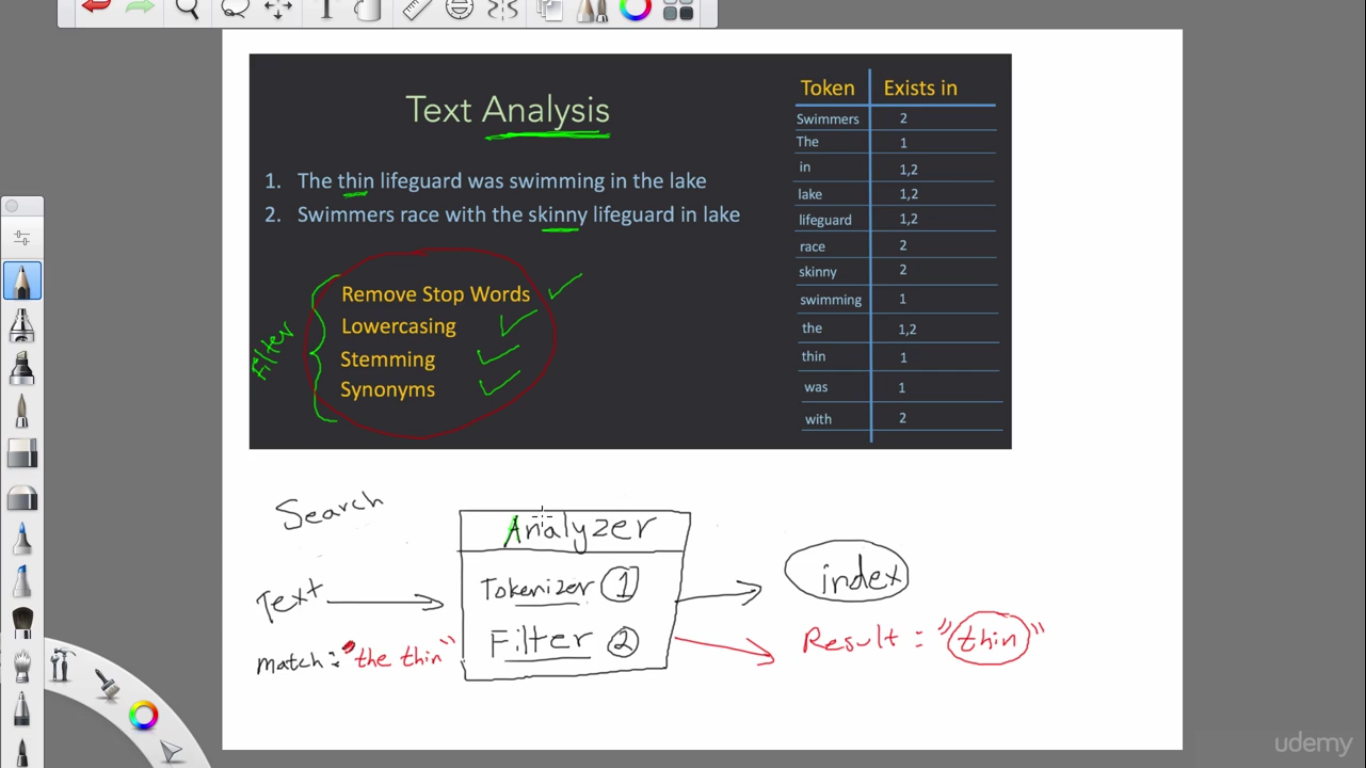 Text Analysis
1. The thin lifeguard was swimming in the lake
2. Swimmers race with the skinny lifeguard in lake
Filter
Remove Stop Words
Lowercasing
Stemming
Synonyms
Token Exists in
Swimmers 2
The 1
in 1,2
lake 1,2
lifeguard 1,2
race 2
skinny 2
swimming 1
the 1,2
thin 1
was 1
with 2
Search
Analyzer
Text
Tokenizer 1
index
match: "the thin"
Filter 2
Result: "thin"
udemy